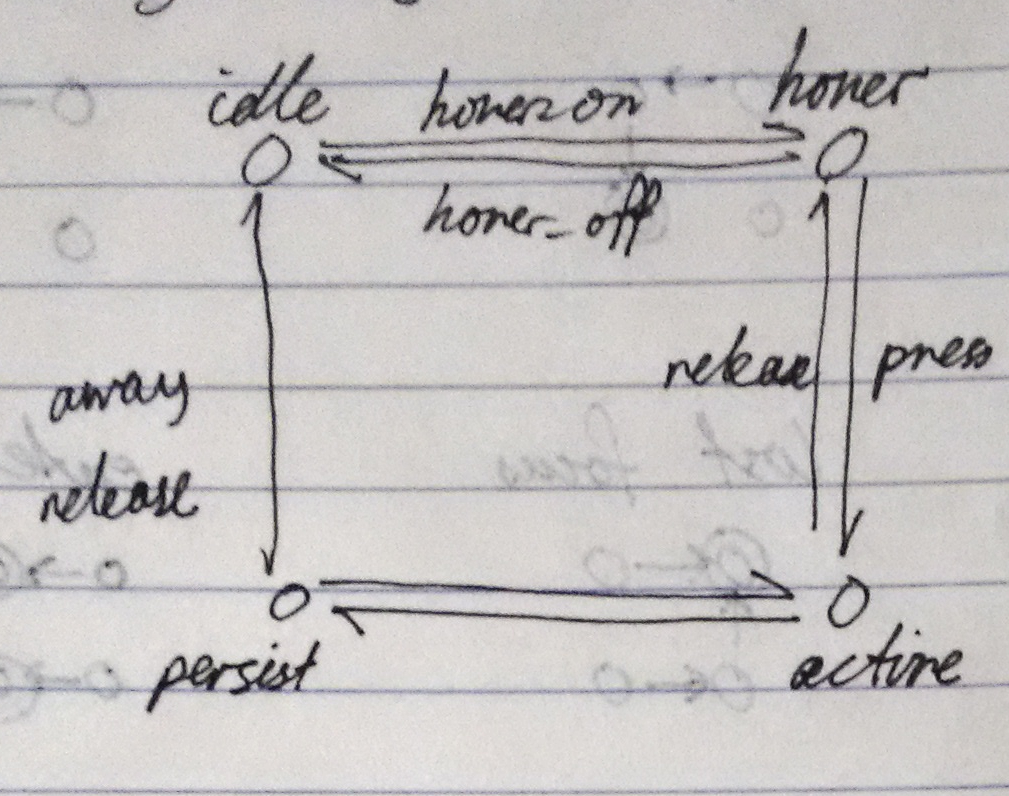 idle
hover_on
hover
hover_off
release
press
away
release
persist
active